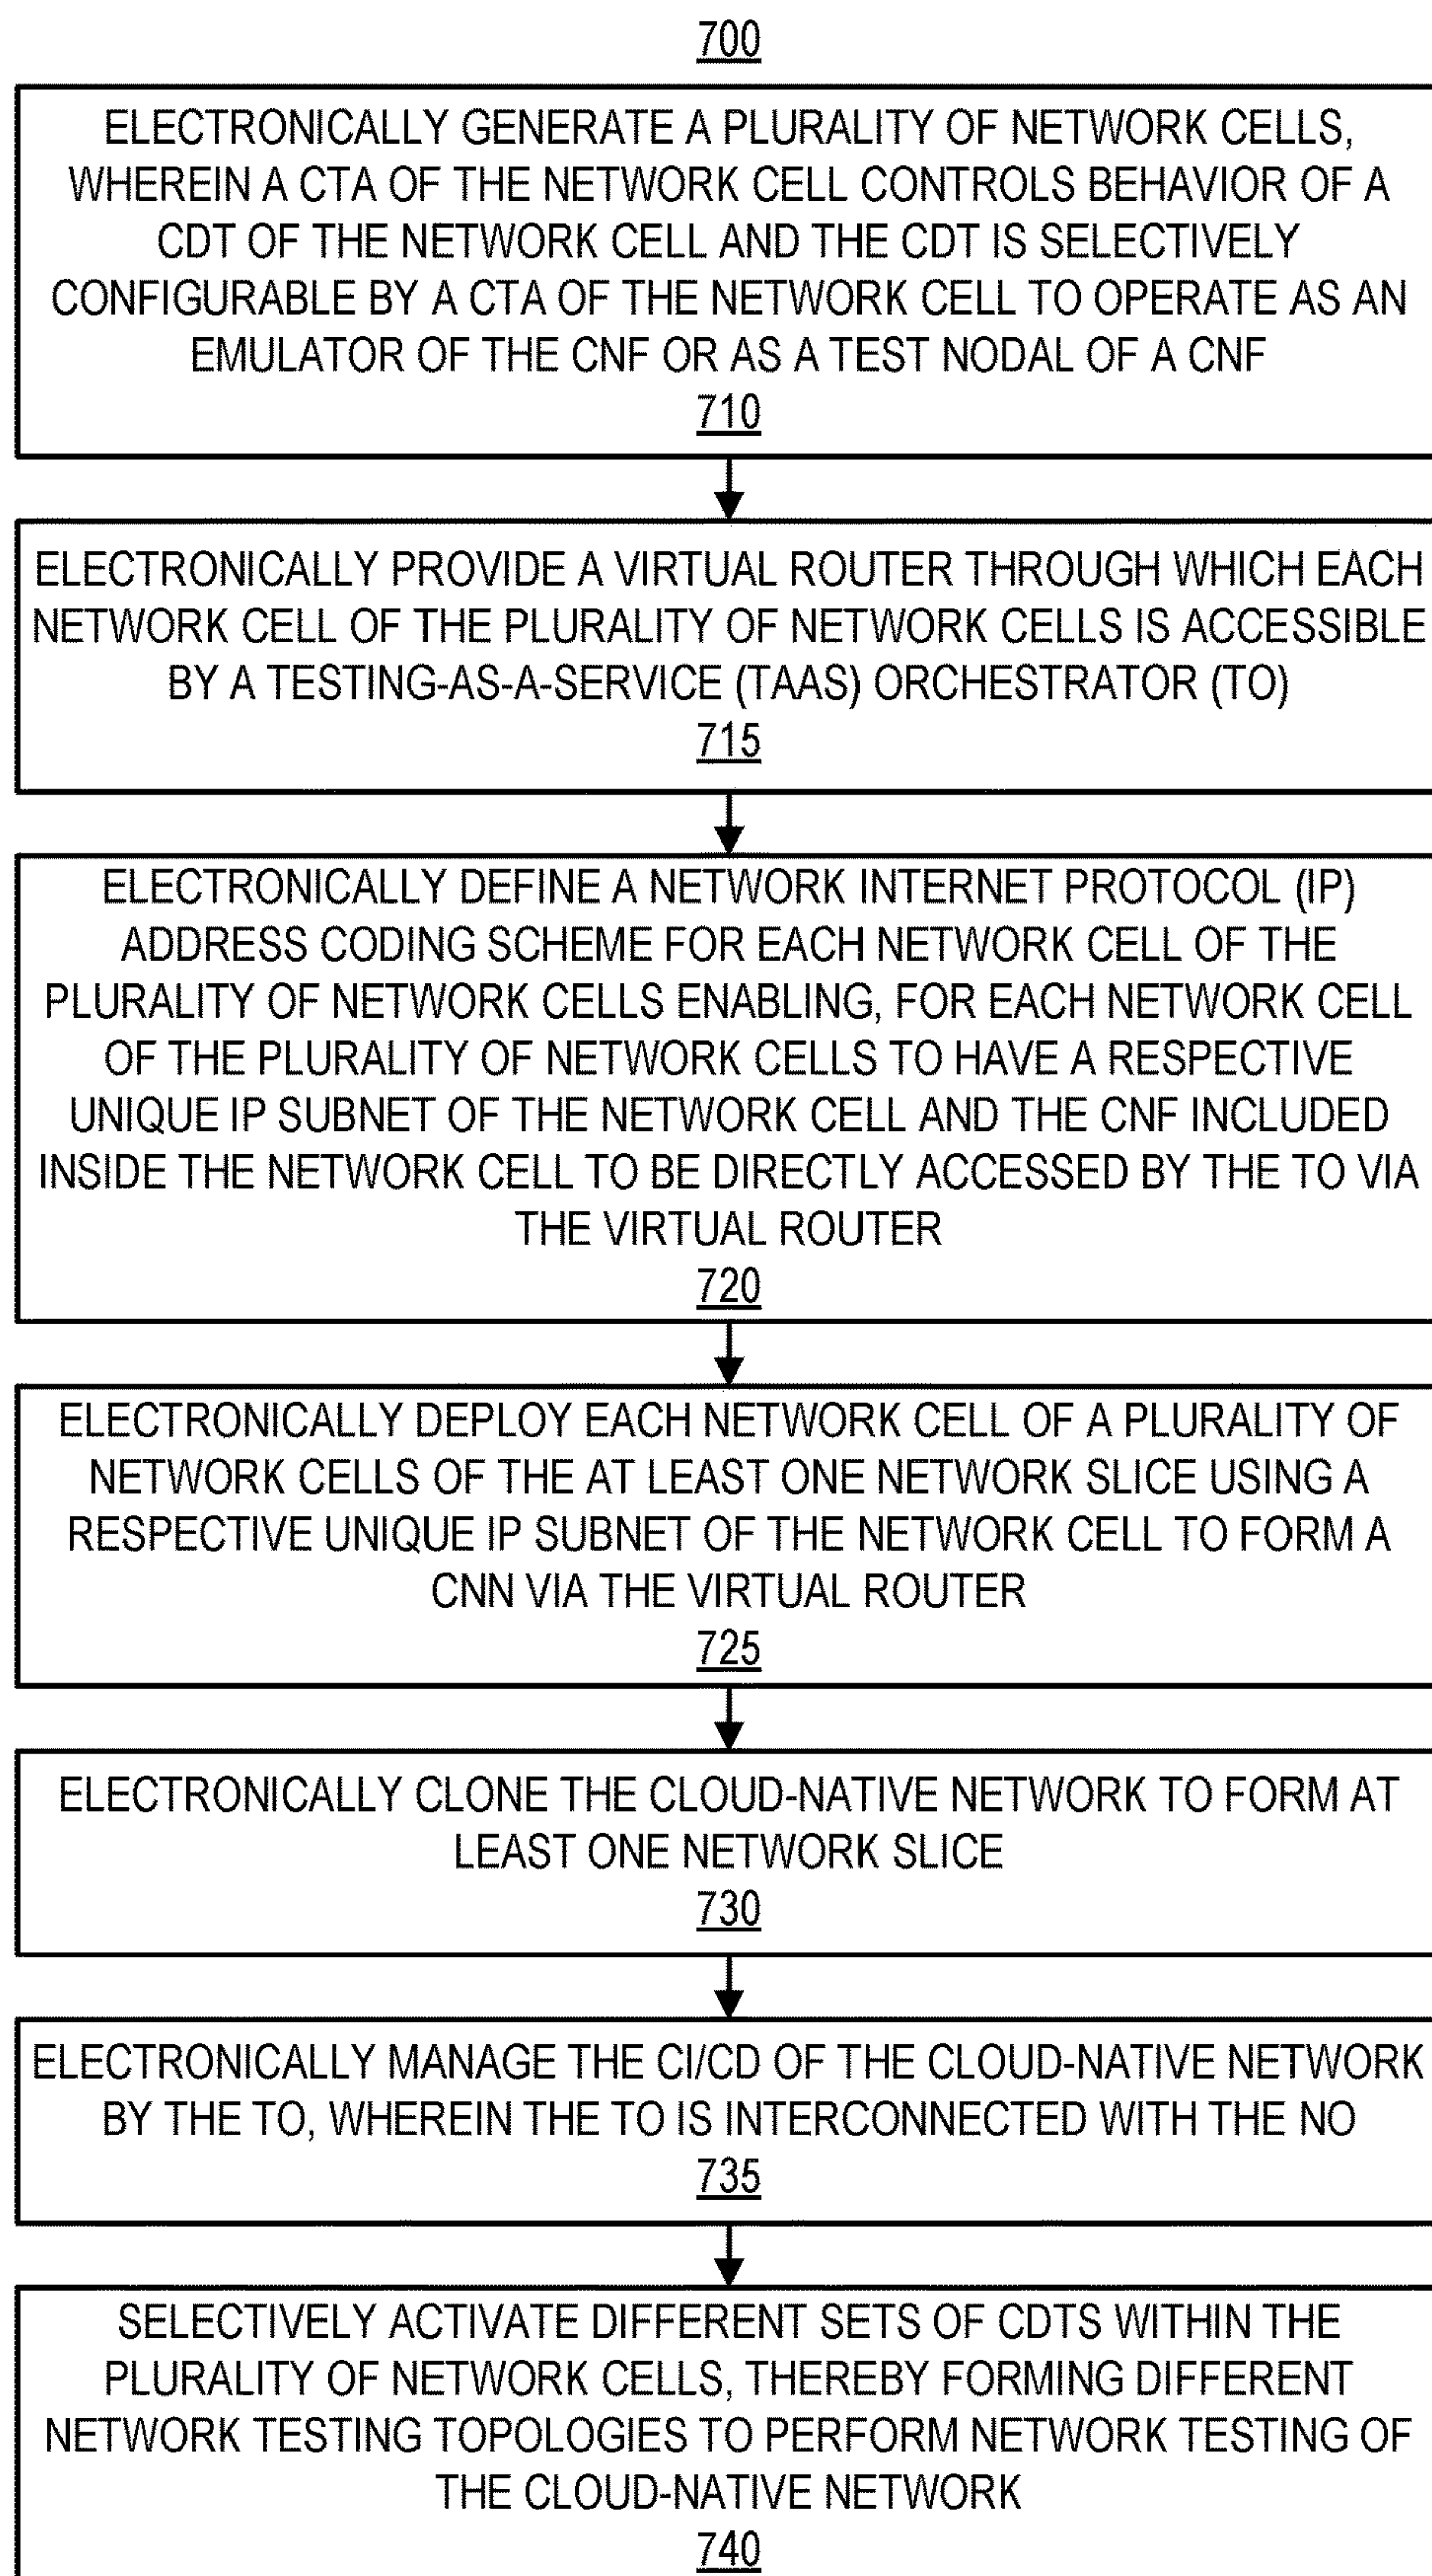 700
ELECTRONICALLY GENERATE A PLURALITY OF NETWORK CELLS,
WHEREIN A CTA OF THE NETWORK CELL CONTROLS BEHAVIOR OF A
CDT OF THE NETWORK CELL AND THE CDT IS SELECTIVELY
CONFIGURABLE BY A CTA OF THE NETWORK CELL TO OPERATE AS AN
EMULATOR OF THE CNF OR AS A TEST NODAL OF A CNF
710
ELECTRONICALLY PROVIDE A VIRTUAL ROUTER THROUGH WHICH EACH
NETWORK CELL OF THE PLURALITY OF NETWORK CELLS IS ACCESSIBLE
BY A TESTING-AS-A-SERVICE (TAAS) ORCHESTRATOR (TO)
715
ELECTRONICALLY DEFINE A NETWORK INTERNET PROTOCOL (IP)
ADDRESS CODING SCHEME FOR EACH NETWORK CELL OF THE
PLURALITY OF NETWORK CELLS ENABLING, FOR EACH NETWORK CELL
OF THE PLURALITY OF NETWORK CELLS TO HAVE A RESPECTIVE
UNIQUE IP SUBNET OF THE NETWORK CELL AND THE CNF INCLUDED
INSIDE THE NETWORK CELL TO BE DIRECTLY ACCESSED BY THE TO VIA
THE VIRTUAL ROUTER
720
ELECTRONICALLY DEPLOY EACH NETWORK CELL OF A PLURALITY OF
NETWORK CELLS OF THE AT LEAST ONE NETWORK SLICE USING A
RESPECTIVE UNIQUE IP SUBNET OF THE NETWORK CELL TO FORM A
CNN VIA THE VIRTUAL ROUTER
725
ELECTRONICALLY CLONE THE CLOUD-NATIVE NETWORK TO FORM AT
LEAST ONE NETWORK SLICE
730
ELECTRONICALLY MANAGE THE CI/CD OF THE CLOUD-NATIVE NETWORK
BY THE TO, WHEREIN THE TO IS INTERCONNECTED WITH THE NO
735
SELECTIVELY ACTIVATE DIFFERENT SETS OF CDTS WITHIN THE
PLURALITY OF NETWORK CELLS, THEREBY FORMING DIFFERENT
NETWORK TESTING TOPOLOGIES TO PERFORM NETWORK TESTING OF
THE CLOUD-NATIVE NETWORK
740